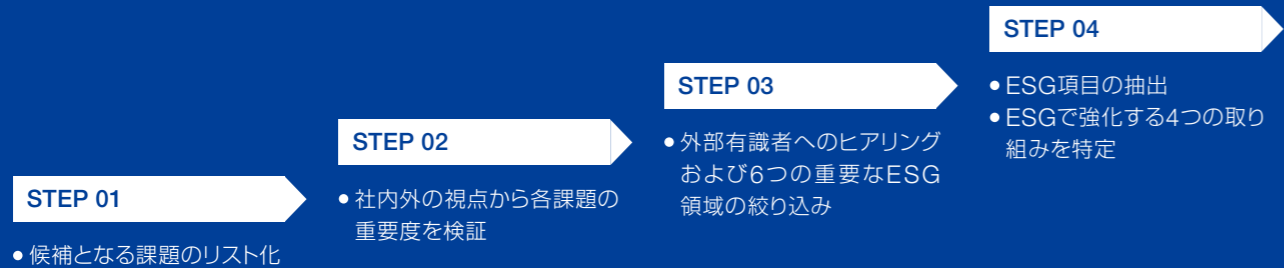 STEP 01
● 候補となる課題のリスト化
STEP 02
● 社内外の視点から各課題の
重要度を検証
STEP 03
● 外部有識者へのヒアリング
および6つの重要なESG
領域の絞り込み
STEP 04
● ESG項目の抽出
● ESGで強化する4つの取り
組みを特定